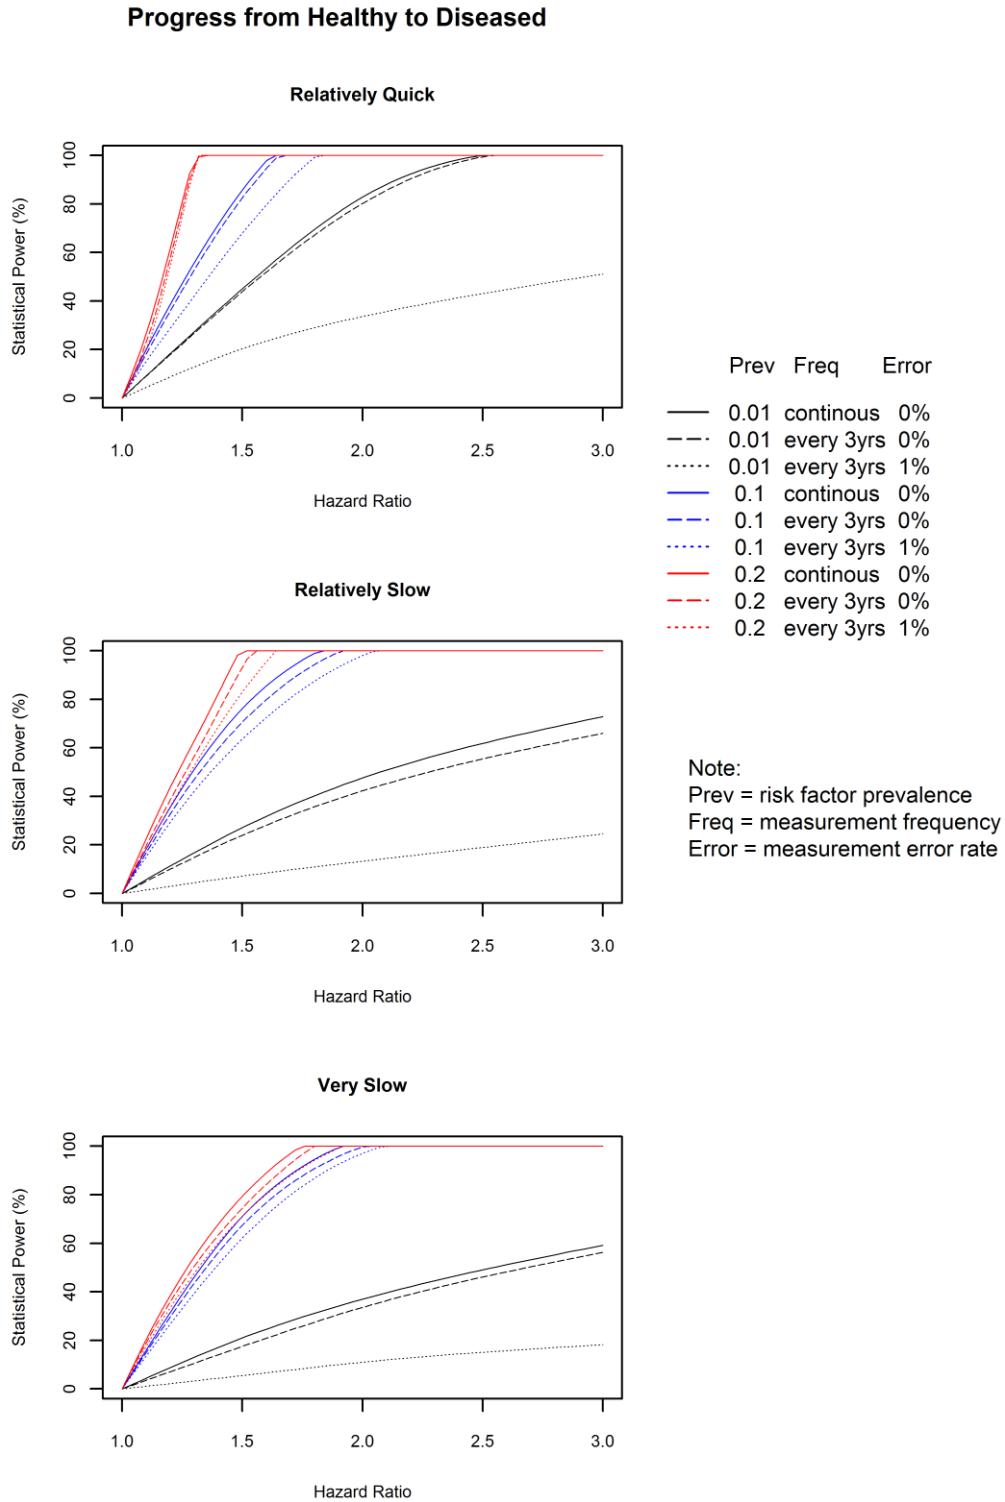 Progress from Healthy to Diseased
Relatively Quick
Statistical Power (%)
100
80
60
40
20
0
1.0 1.5 2.0 2.5 3.0
Hazard Ratio
Prev Freq Error
0.01 continous 0%
0.01 every 3yrs 0%
0.01 every 3yrs 1%
0.1 continous 0%
0.1 every 3yrs 0%
0.1 every 3yrs 1%
0.2 continous 0%
0.2 every 3yrs 0%
0.2 every 3yrs 1%
Relatively Slow
Statistical Power (%)
100
80
60
40
20
0
1.0 1.5 2.0 2.5 3.0
Hazard Ratio
Note:
Prev = risk factor prevalence
Freq = measurement frequency
Error = measurement error rate
Very Slow
Statistical Power (%)
100
80
60
40
20
0
1.0 1.5 2.0 2.5 3.0
Hazard Ratio